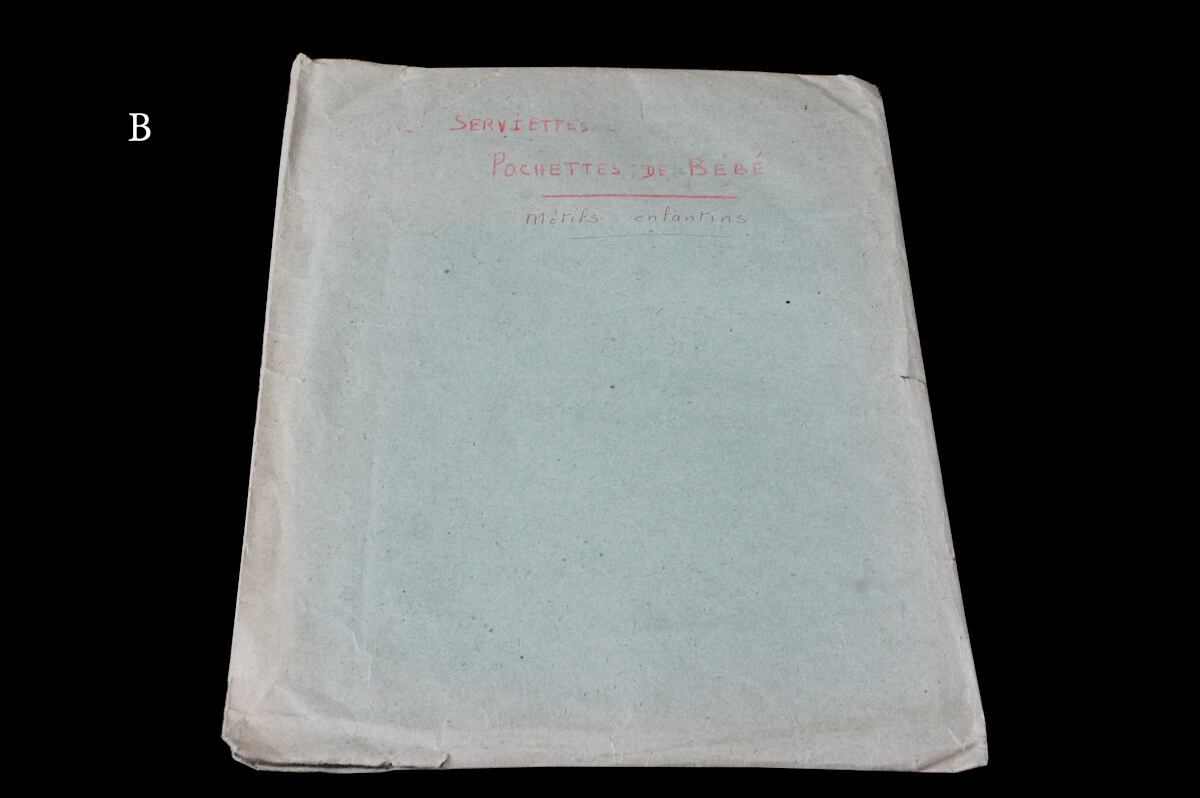 B
- SERVIETTES -
POCHETTES DE BÉBÉ
Motifs enfantins